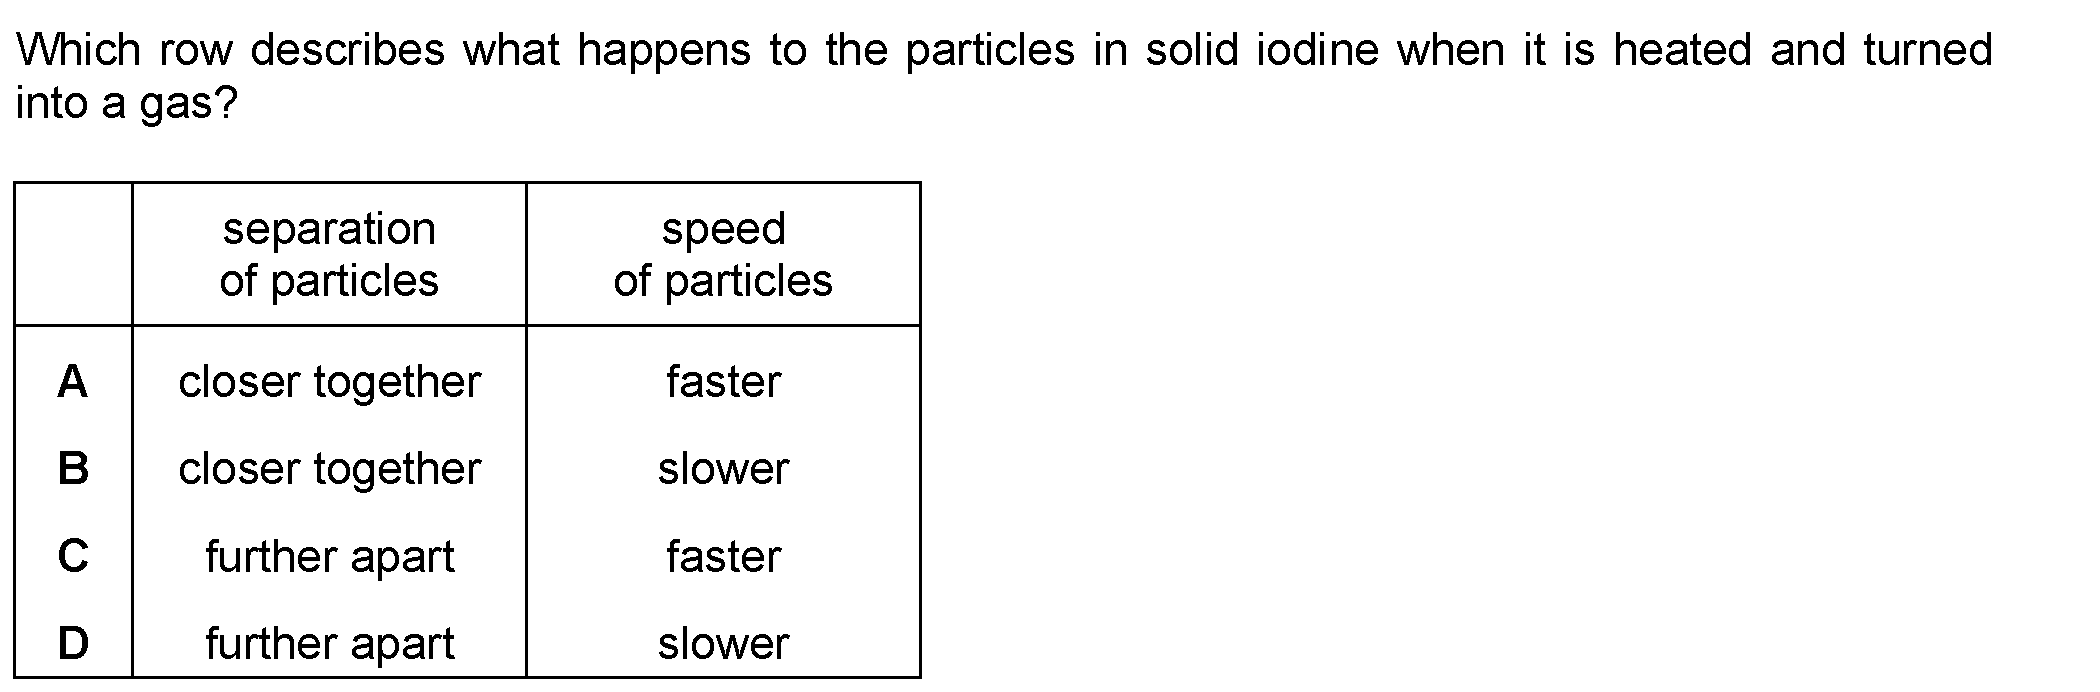 Which row describes what happens to the particles in solid iodine when it is heated and turned
into a gas?
separation
of particles
speed
of particles
A closer together faster
B closer together slower
C further apart faster
D further apart slower